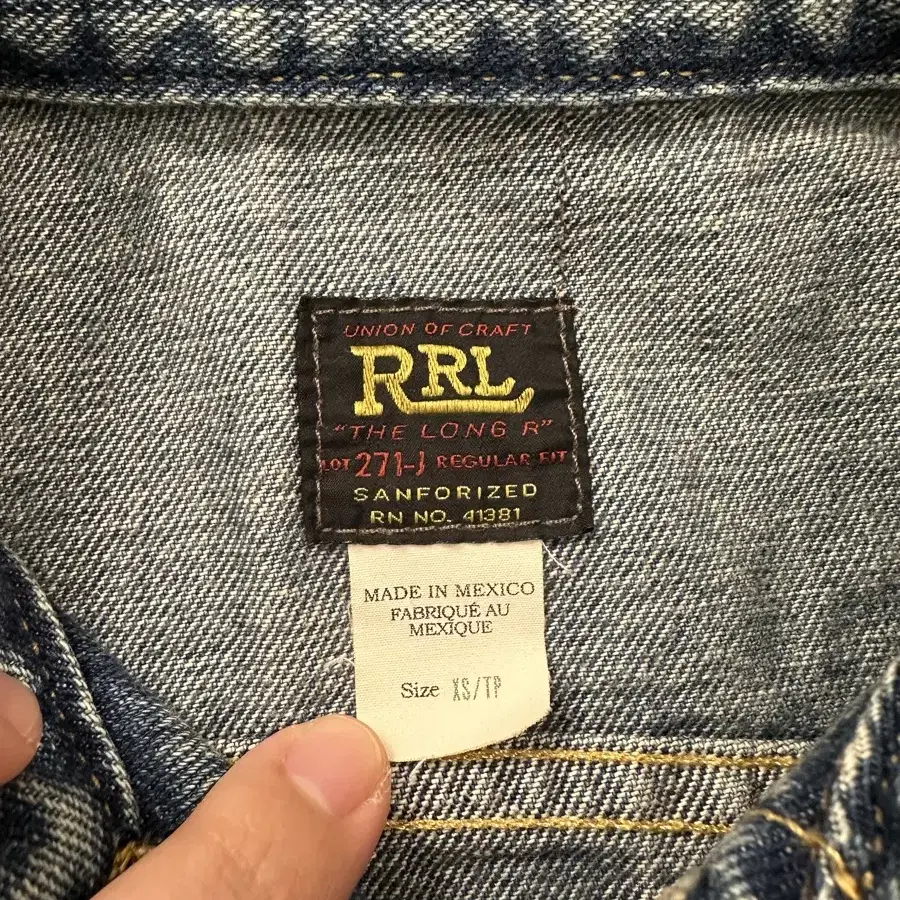 UNION OF CRAFT
RRL
"THE LONG R"
LOT 271-J REGULAR FIT
SANFORIZED
RN NO. 41381
MADE IN MEXICO
FABRIQUÉ AU
MEXIQUE
Size XS/TP